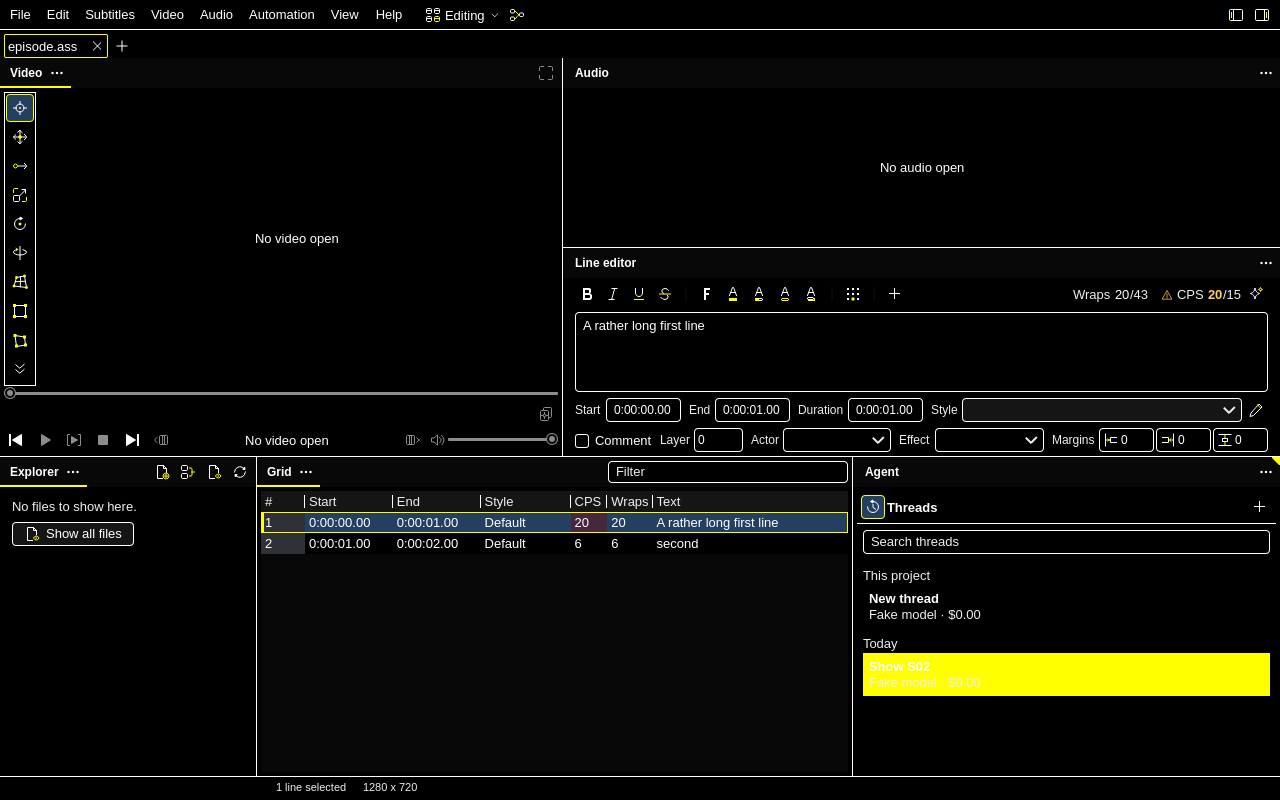 File Edit Subtitles Video Audio Automation View Help Editing
episode.ass
Video
Audio
No video open
No audio open
Line editor
B I U S F A A A A Wraps 20/43 CPS 20/15
A rather long first line
Start 0:00:00.00 End 0:00:01.00 Duration 0:00:01.00 Style
No video open
Comment Layer 0 Actor Effect Margins 0 0 0
Explorer
No files to show here.
Show all files
Grid Filter
# Start End Style CPS Wraps Text
1 0:00:00.00 0:00:01.00 Default 20 20 A rather long first line
2 0:00:01.00 0:00:02.00 Default 6 6 second
Agent
Threads
Search threads
This project
New thread
Fake model · $0.00
Today
Show S02
Fake model · $0.00
1 line selected 1280 x 720